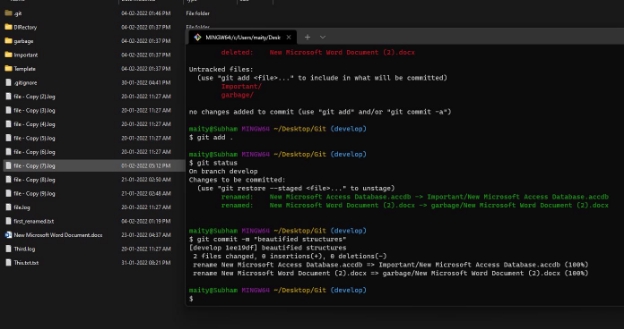 .git 04-02-2022 01:46 PM File folder
DIrectory 04-02-2022 01:37 PM File folder
garbage 04-02-2022 01:37 PM
Important 04-02-2022 01:37 PM
Template 04-02-2022 01:37 PM
.gitignore 30-01-2022 04:41 PM
file - Copy (2).log 20-01-2022 11:27 AM
file - Copy (3).log 20-01-2022 11:27 AM
file - Copy (4).log 20-01-2022 11:27 AM
file - Copy (5).log 20-01-2022 11:27 AM
file - Copy (6).log 20-01-2022 11:27 AM
file - Copy (7).log 01-02-2022 05:12 PM
file - Copy (8).log 21-01-2022 02:50 AM
file - Copy (9).log 21-01-2022 02:48 AM
file.log 20-01-2022 11:27 AM
first_renamed.txt 04-02-2022 01:19 PM
New Microsoft Word Document.docx 23-01-2022 04:37 AM
Third.log 20-01-2022 11:27 AM
31-01-2022 08:21 PM
MINGW64:/c/Users/maity/Desk
deleted: New Microsoft Word Document (2).docx
Untracked files:
(use "git add <file>..." to include in what will be committed)
Important/
garbage/
no changes added to commit (use "git add" and/or "git commit -a")
maity@Subham MINGW64 ~/Desktop/Git (develop)
$ git add .
maity@Subham MINGW64 ~/Desktop/Git (develop)
$ git status
On branch develop
Changes to be committed:
(use "git restore --staged <file>..." to unstage)
renamed: New Microsoft Access Database.accdb -> Important/New Microsoft Access Database.accdb
renamed: New Microsoft Word Document (2).docx -> garbage/New Microsoft Word Document (2).docx
maity@Subham MINGW64 ~/Desktop/Git (develop)
$ git commit -m "beautified structures"
[develop 1ee19df] beautified structures
2 files changed, 0 insertions(+), 0 deletions(-)
rename New Microsoft Access Database.accdb => Important/New Microsoft Access Database.accdb (100%)
rename New Microsoft Word Document (2).docx => garbage/New Microsoft Word Document (2).docx (100%)
maity@Subham MINGW64 ~/Desktop/Git (develop)
$